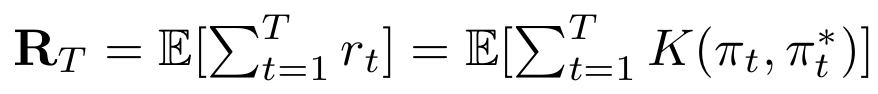 $\mathbf{R}_T = \mathbb{E}[\sum_{t=1}^{T} r_t] = \mathbb{E}[\sum_{t=1}^{T} K(\pi_t, \pi_t^*)]$